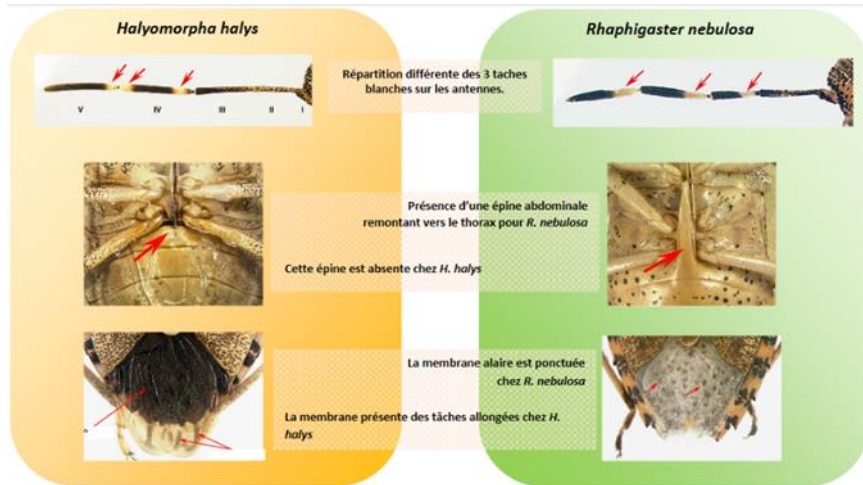 Halyomorpha halys
Rhaphigaster nebulosa
Répartition différente des 3 taches
blanches sur les antennes.
V IV III II I
Présence d'une épine abdominale
remontant vers le thorax pour R. nebulosa
Cette épine est absente chez H. halys
La membrane alaire est ponctuée
chez R. nebulosa
La membrane présente des tâches allongées chez H.
halys